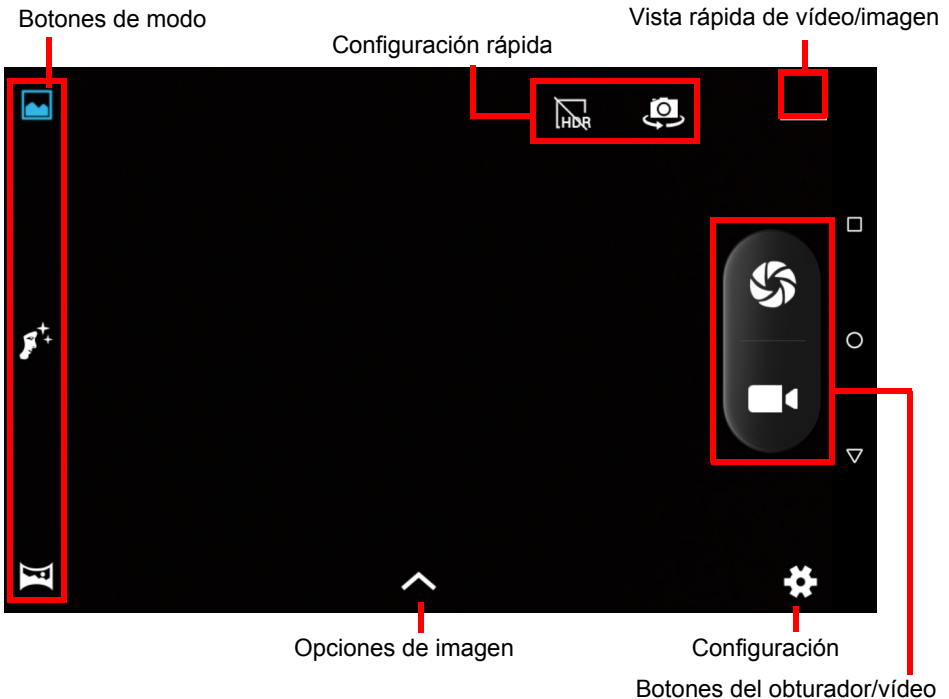 Botones de modo
Vista rápida de vídeo/imagen
Configuración rápida
HDR
Opciones de imagen
Configuración
Botones del obturador/vídeo